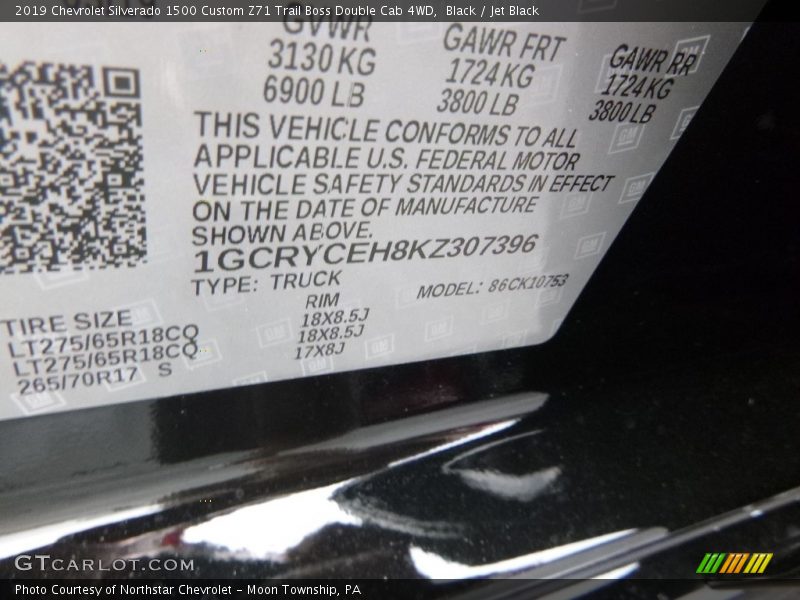 2019 Chevrolet Silverado 1500 Custom Z71 Trail Boss Double Cab 4WD, Black / Jet Black
GVWR GAWR FRT GAWR RR
3130 KG 1724 KG 1724 KG
6900 LB 3800 LB 3800 LB
THIS VEHICLE CONFORMS TO ALL
APPLICABLE U.S. FEDERAL MOTOR
VEHICLE SAFETY STANDARDS IN EFFECT
ON THE DATE OF MANUFACTURE
SHOWN ABOVE.
1GCRYCEH8KZ307396
TYPE: TRUCK MODEL: 86CK10753
TIRE SIZE RIM
LT275/65R18CQ 18X8.5J
LT275/65R18CQ 18X8.5J
265/70R17 S 17X8J
GTCARLOT.COM
Photo Courtesy of Northstar Chevrolet - Moon Township, PA